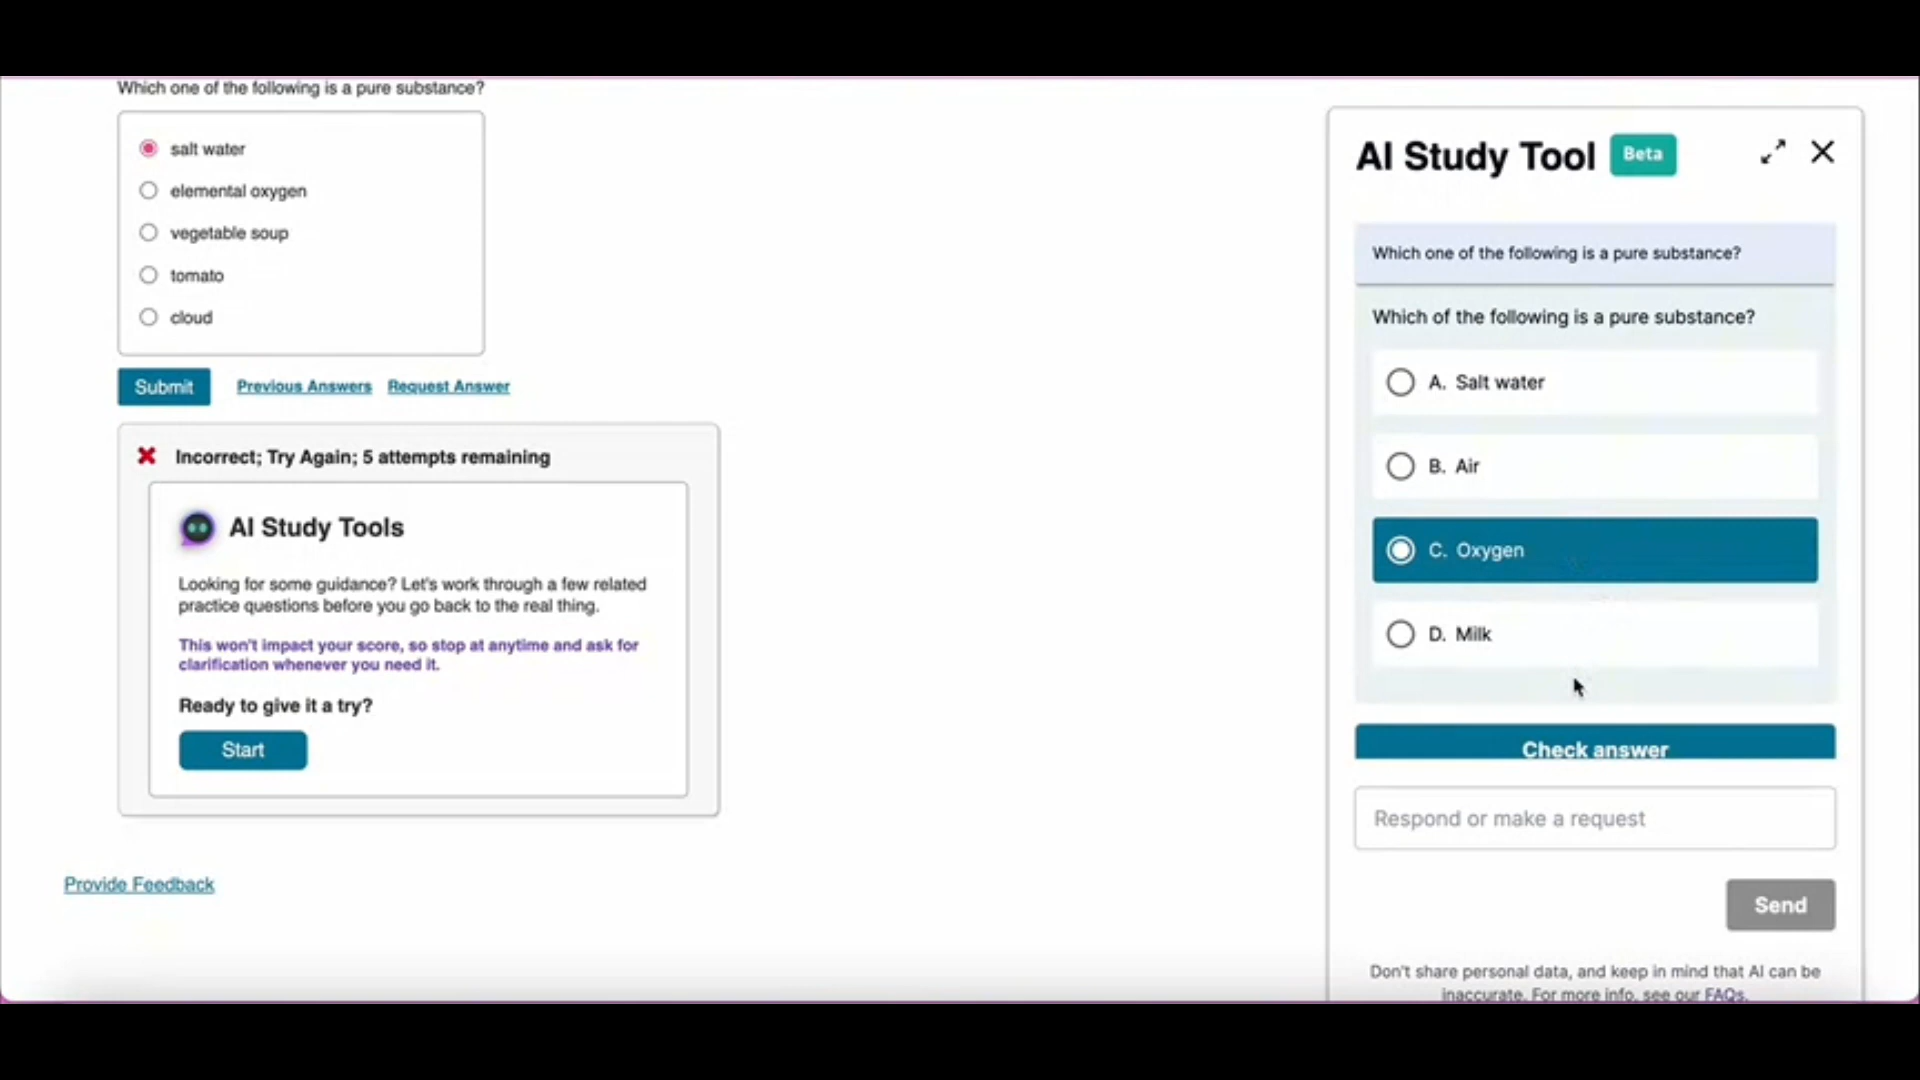 Which one of the following is a pure substance?
salt water
elemental oxygen
vegetable soup
tomato
cloud
Submit
Previous Answers
Request Answer
Incorrect; Try Again; 5 attempts remaining
AI Study Tools
Looking for some guidance? Let's work through a few related
practice questions before you go back to the real thing.
This won't impact your score, so stop at anytime and ask for
clarification whenever you need it.
Ready to give it a try?
Start
Provide Feedback
AI Study Tool
Beta
Which one of the following is a pure substance?
Which of the following is a pure substance?
A. Salt water
B. Air
C. Oxygen
D. Milk
Check answer
Respond or make a request
Send
Don't share personal data, and keep in mind that AI can be
inaccurate. For more info, see our FAQs.